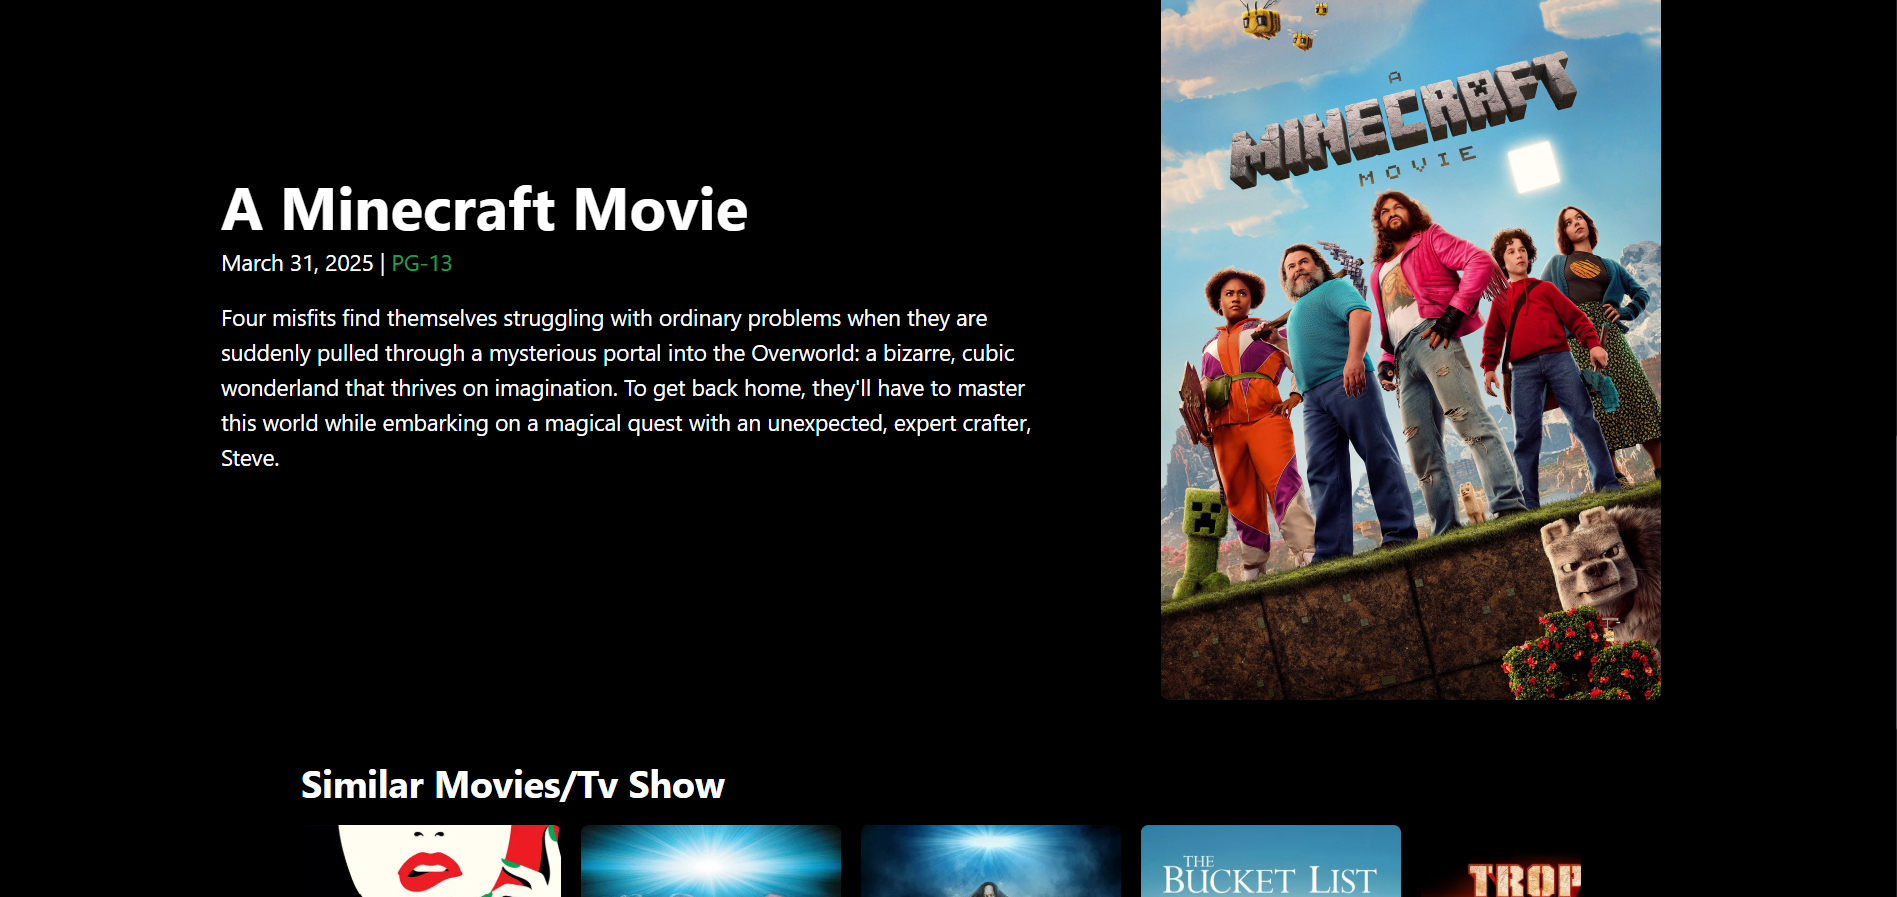 A Minecraft Movie
March 31, 2025 | PG-13
Four misfits find themselves struggling with ordinary problems when they are
suddenly pulled through a mysterious portal into the Overworld: a bizarre, cubic
wonderland that thrives on imagination. To get back home, they'll have to master
this world while embarking on a magical quest with an unexpected, expert crafter,
Steve.
A
MINECRAFT
MOVIE
Similar Movies/Tv Show
THE
BUCKET LIST
TROP